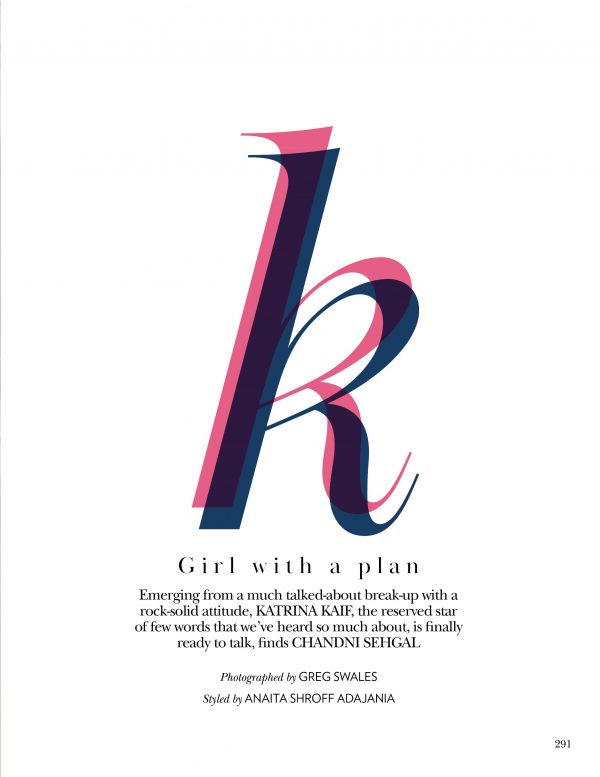 k
Girl with a plan
Emerging from a much talked-about break-up with a
rock-solid attitude, KATRINA KAIF, the reserved star
of few words that we’ve heard so much about, is finally
ready to talk, finds CHANDNI SEHGAL
Photographed by GREG SWALES
Styled by ANAITA SHROFF ADAJANIA
291